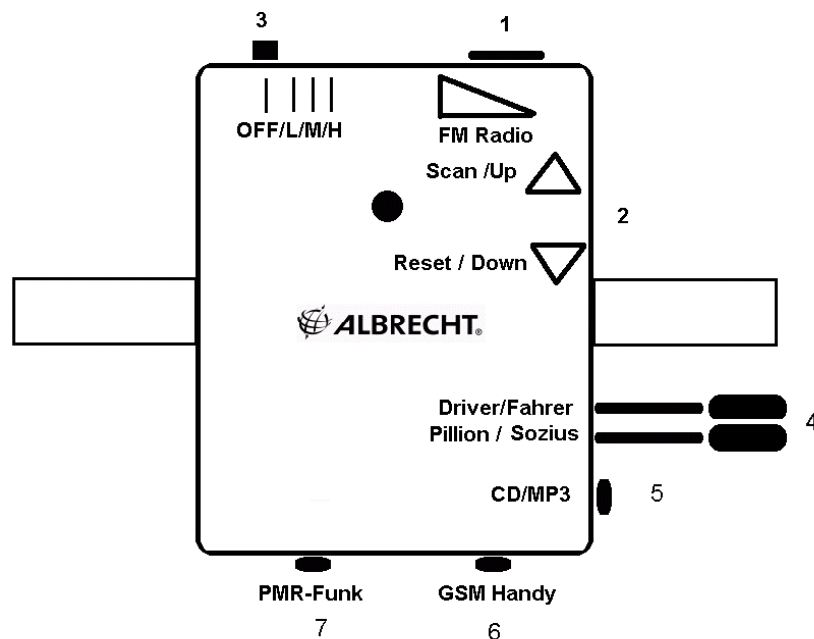 3
1
OFF/L/M/H
FM Radio
Scan /Up
2
Reset / Down
ALBRECHT®
Driver/Fahrer
Pillion / Sozius
4
CD/MP3
5
PMR-Funk
GSM Handy
7
6